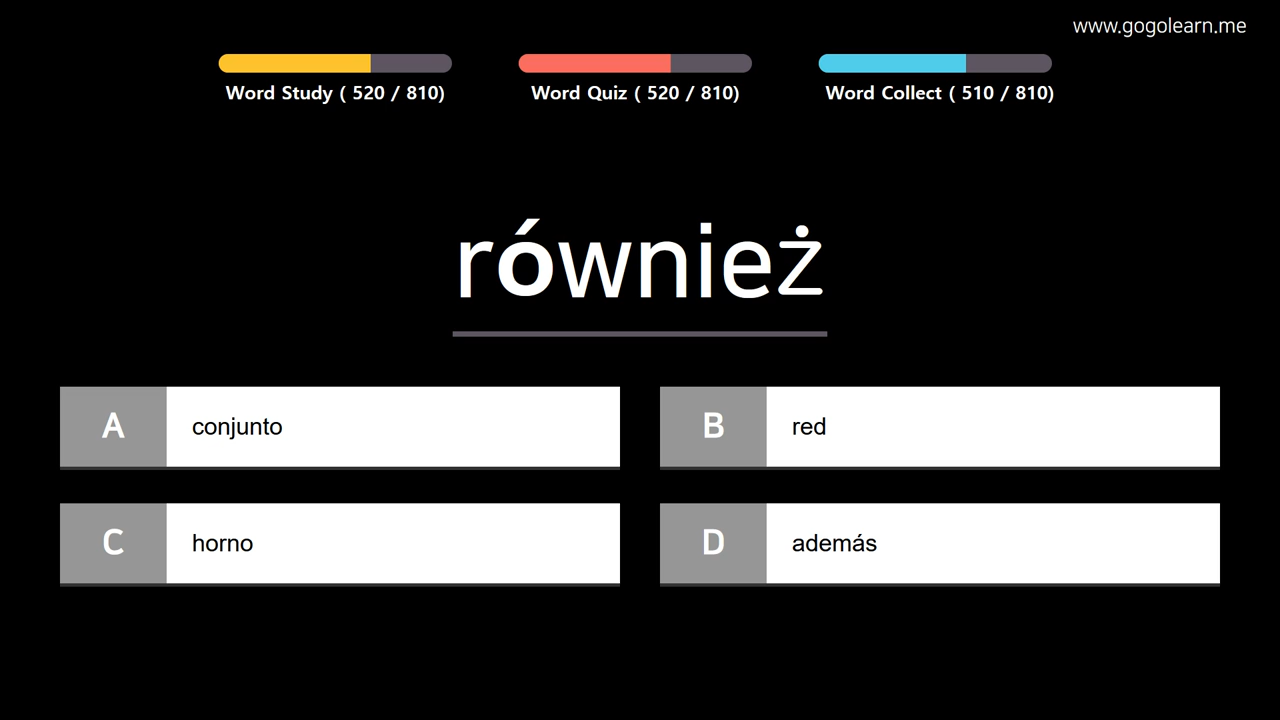 www.gogolearn.me
Word Study ( 520 / 810)
Word Quiz ( 520 / 810)
Word Collect ( 510 / 810)
również
A conjunto
B red
C horno
D además